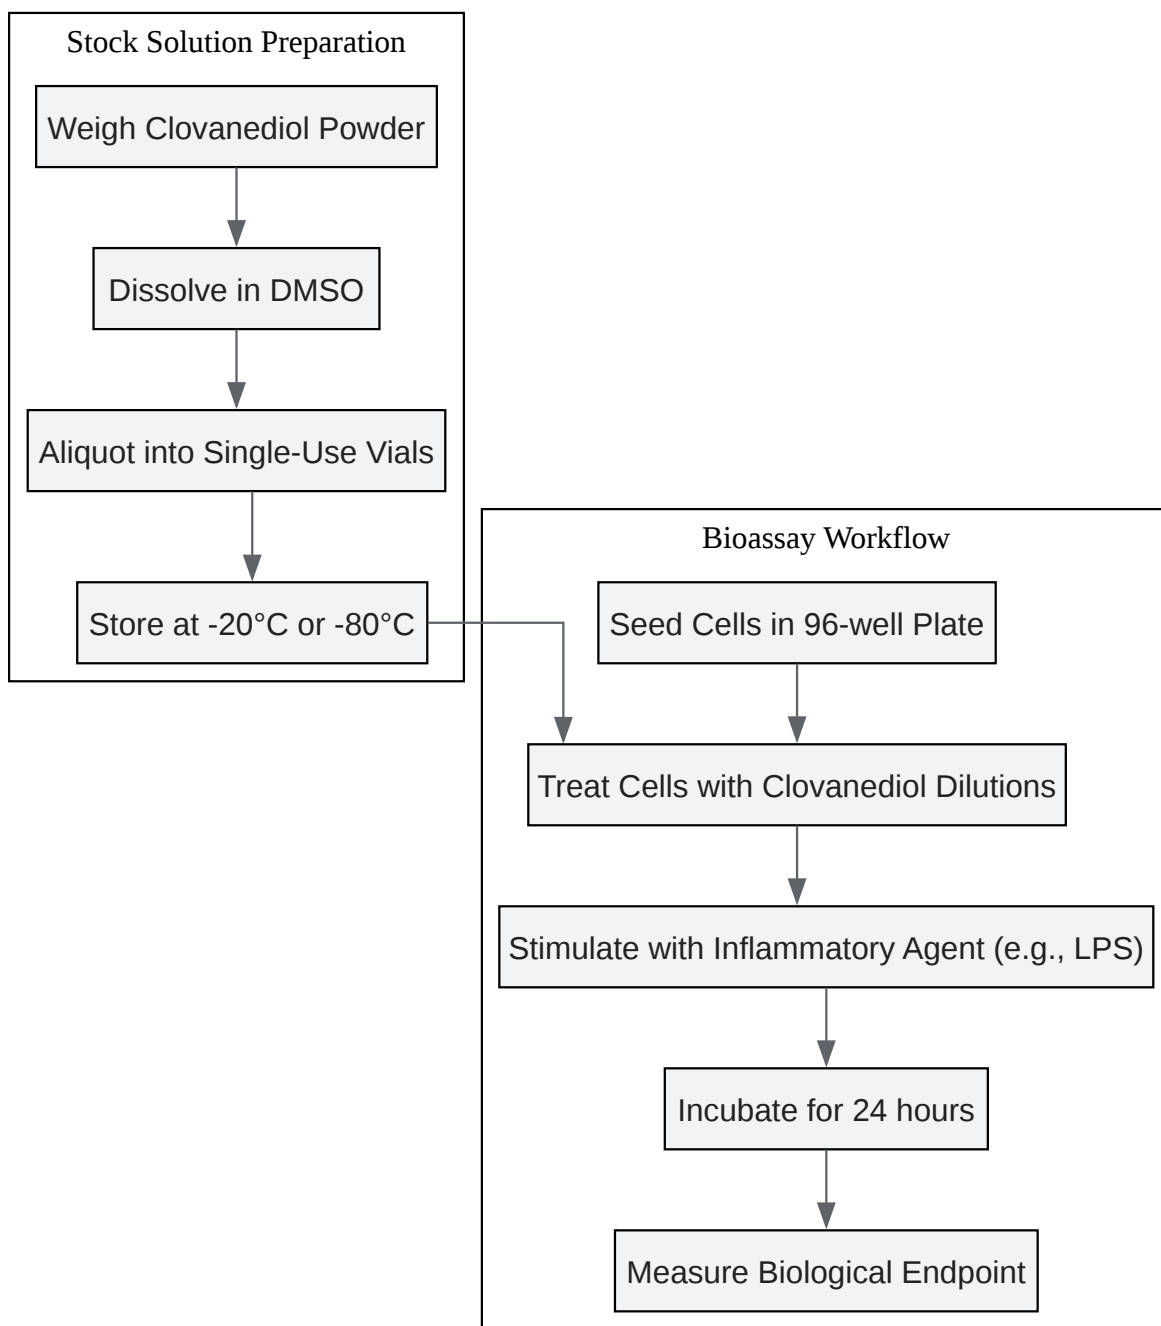 Stock Solution Preparation
Weigh Clovanediol Powder
Dissolve in DMSO
Aliquot into Single-Use Vials
Store at -20°C or -80°C
Bioassay Workflow
Seed Cells in 96-well Plate
Treat Cells with Clovanediol Dilutions
Stimulate with Inflammatory Agent (e.g., LPS)
Incubate for 24 hours
Measure Biological Endpoint